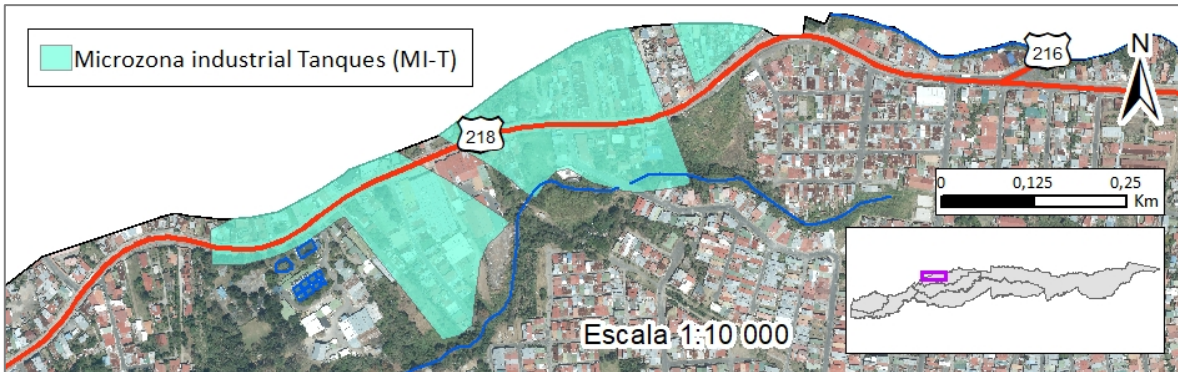 Microzona industrial Tanques (MI-T)
216
N
218
0 0,125 0,25
Km
Escala 1:10 000